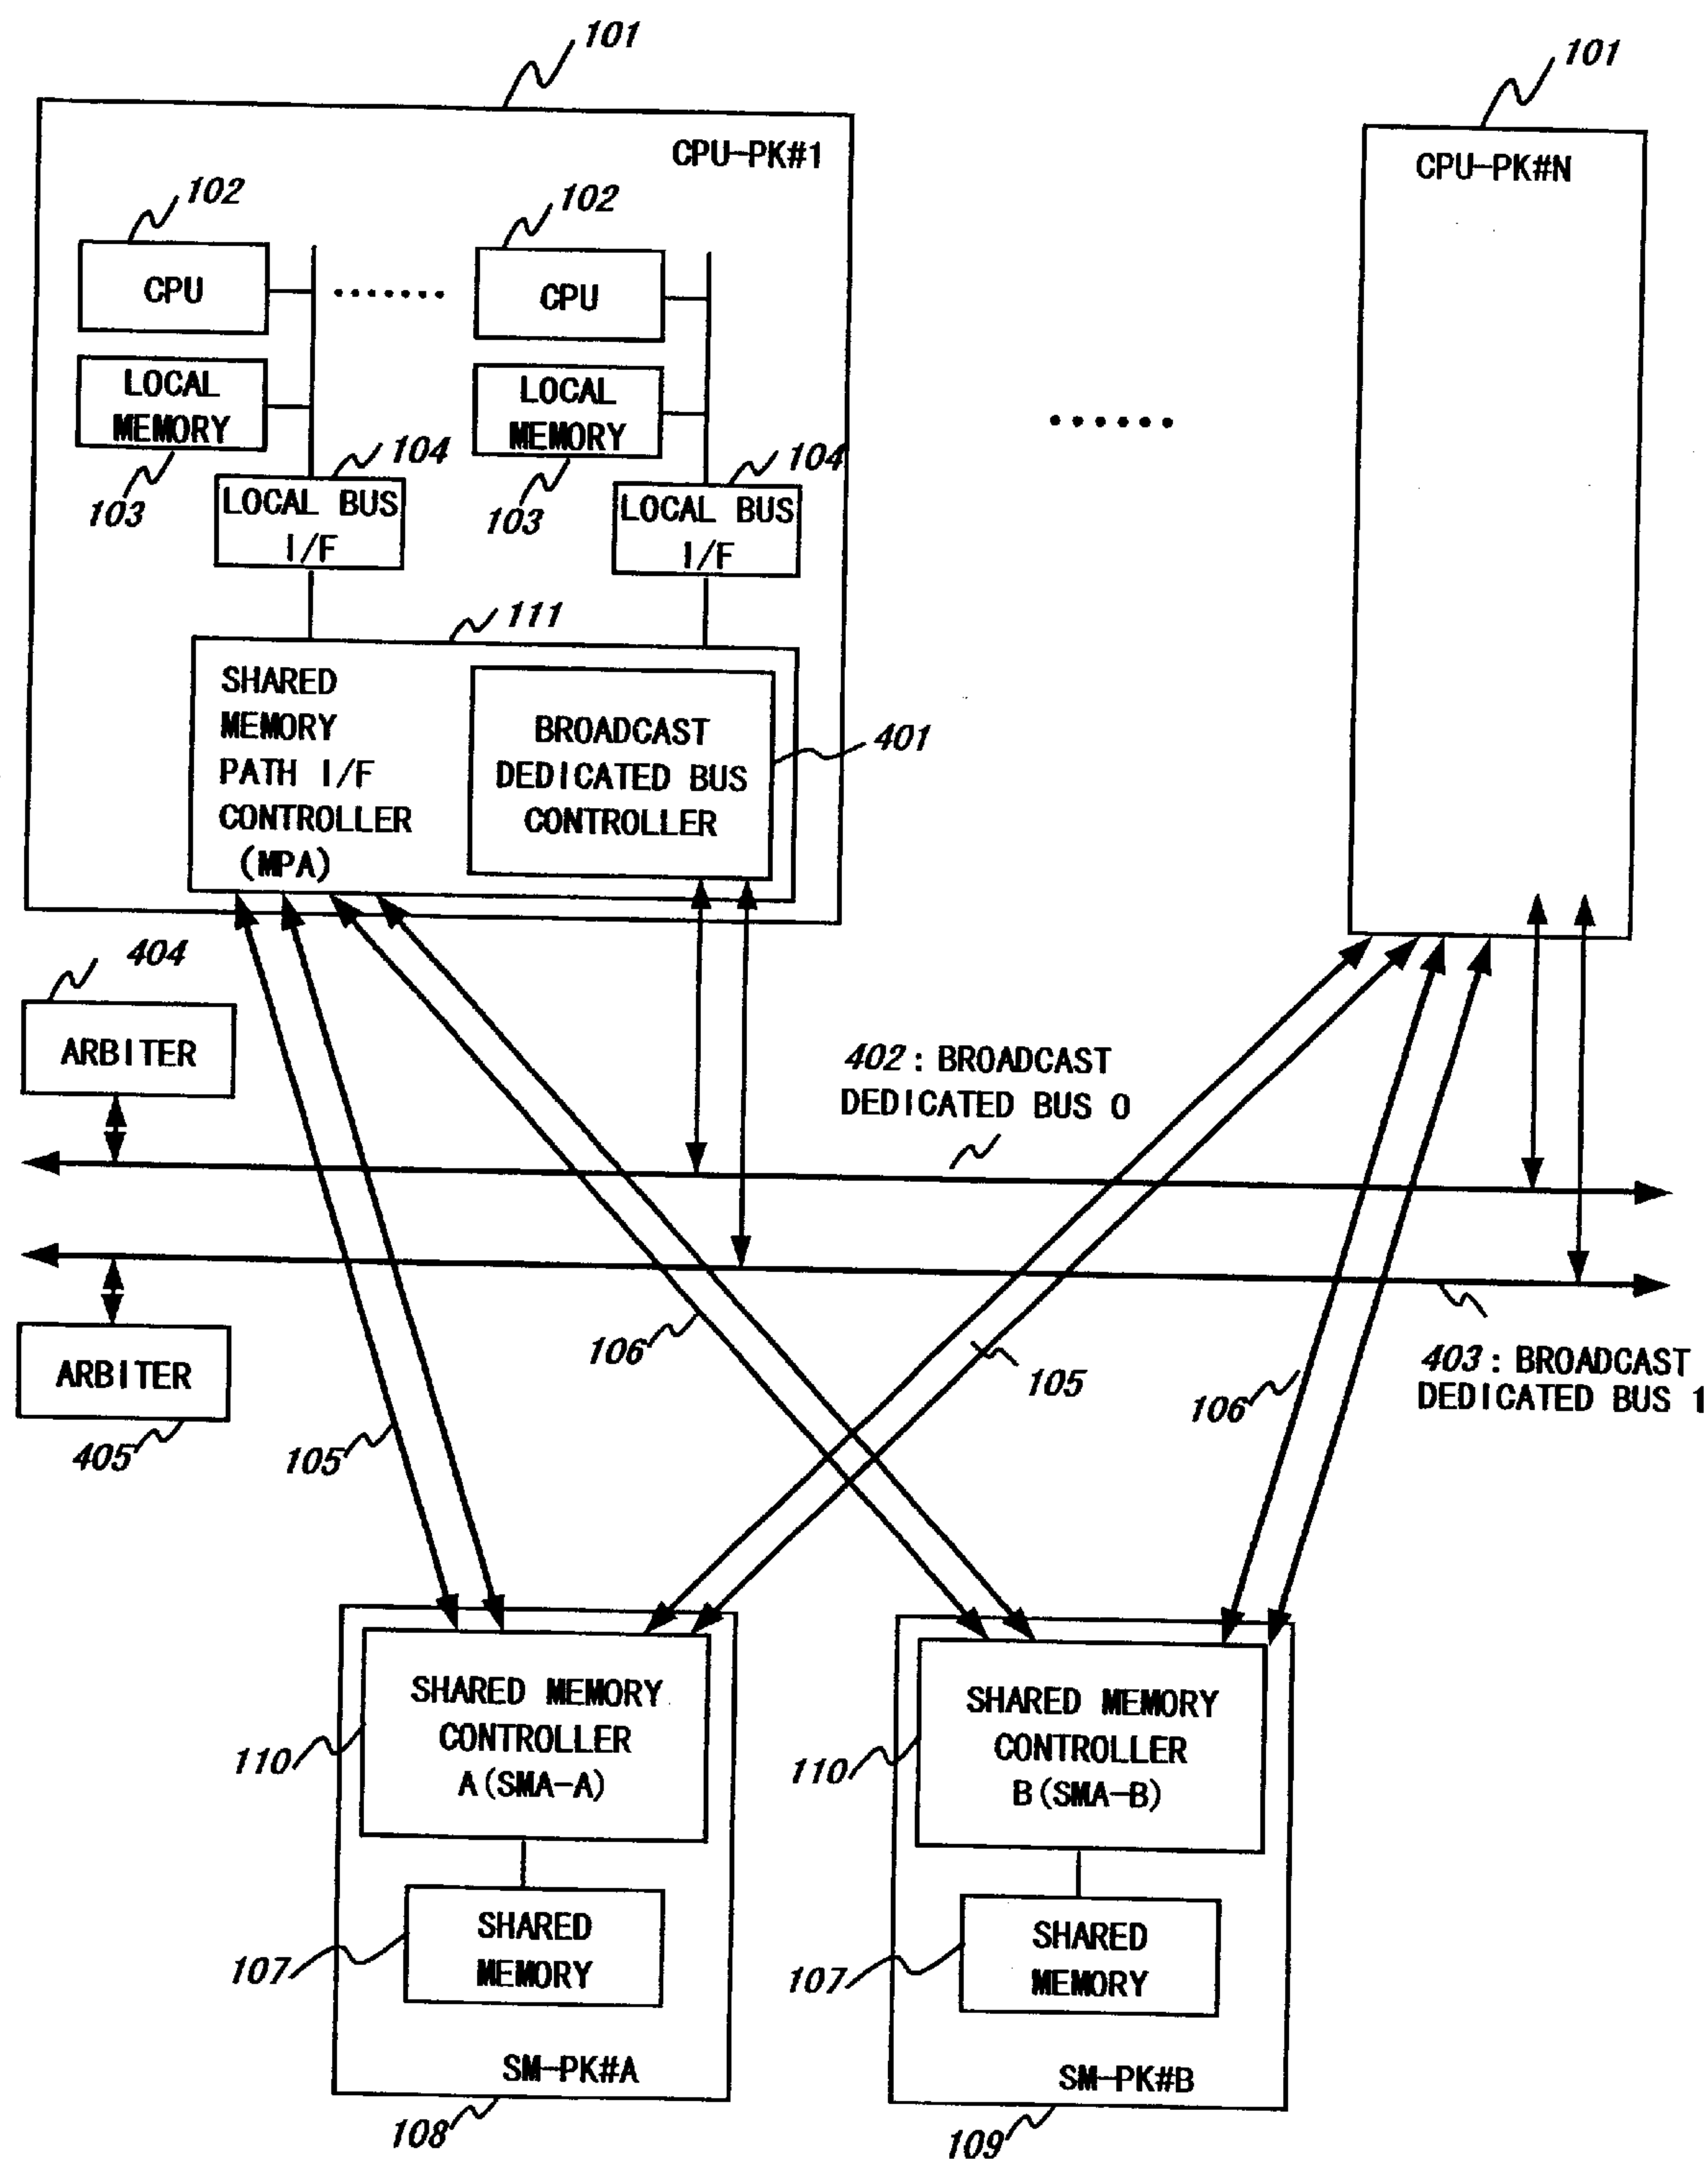 101
101
CPU-PK#1
CPU-PK#N
102
102
CPU
.......
CPU
LOCAL
MEMORY
LOCAL
MEMORY
......
104
104
103
103
LOCAL BUS
I/F
LOCAL BUS
I/F
111
SHARED
MEMORY
PATH I/F
CONTROLLER
(MPA)
BROADCAST
DEDICATED BUS
CONTROLLER
401
404
ARBITER
402: BROADCAST
DEDICATED BUS 0
106
105
106
403: BROADCAST
DEDICATED BUS 1
ARBITER
405
105
SHARED MEMORY
CONTROLLER
A(SMA-A)
110
SHARED MEMORY
CONTROLLER
B(SMA-B)
110
SHARED
MEMORY
107
SHARED
MEMORY
107
SM-PK#A
SM-PK#B
108
109